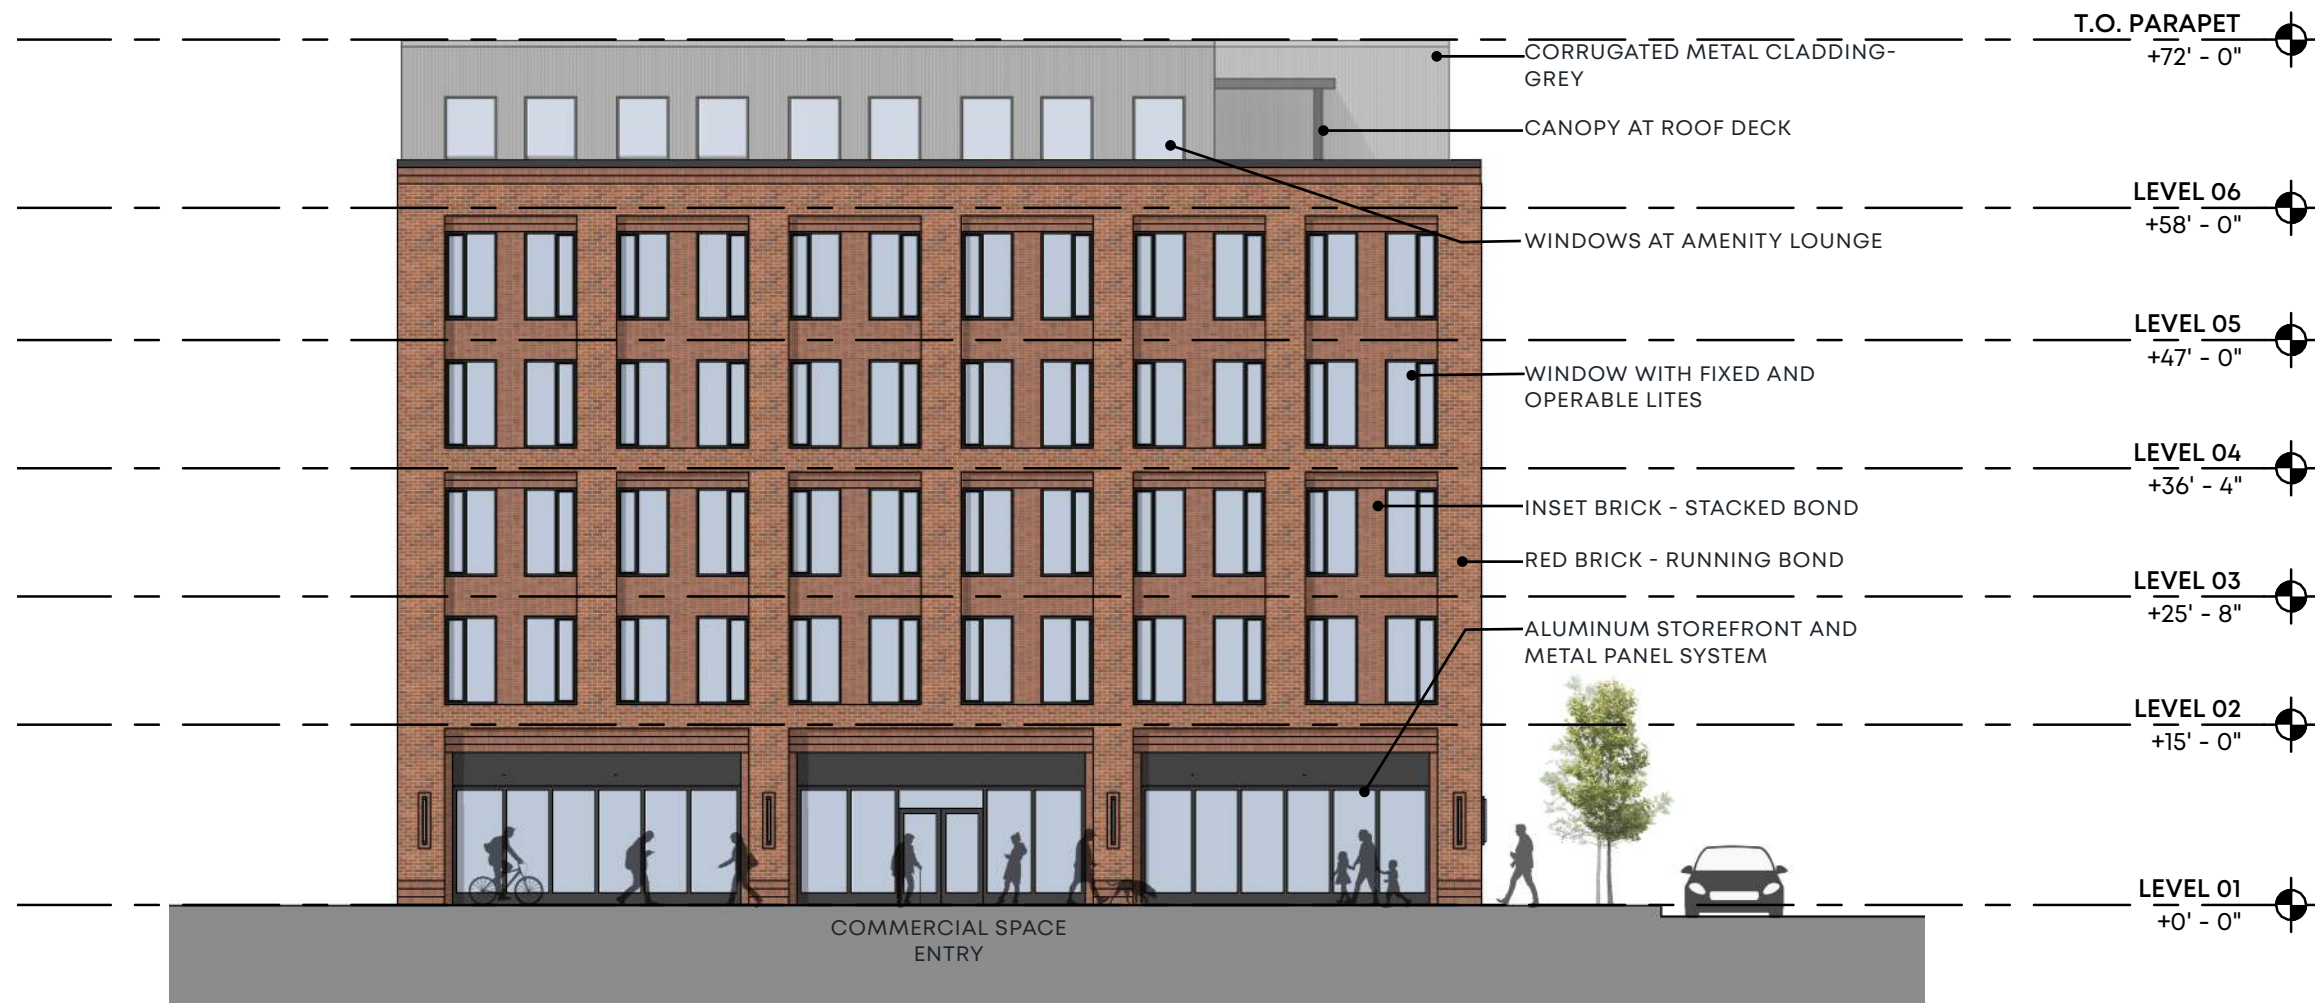 T.O. PARAPET
+72' - 0"
CORRUGATED METAL CLADDING-
GREY
CANOPY AT ROOF DECK
LEVEL 06
+58' - 0"
WINDOWS AT AMENITY LOUNGE
LEVEL 05
+47' - 0"
WINDOW WITH FIXED AND
OPERABLE LITES
LEVEL 04
+36' - 4"
INSET BRICK - STACKED BOND
RED BRICK - RUNNING BOND
LEVEL 03
+25' - 8"
ALUMINUM STOREFRONT AND
METAL PANEL SYSTEM
LEVEL 02
+15' - 0"
LEVEL 01
+0' - 0"
COMMERCIAL SPACE
ENTRY